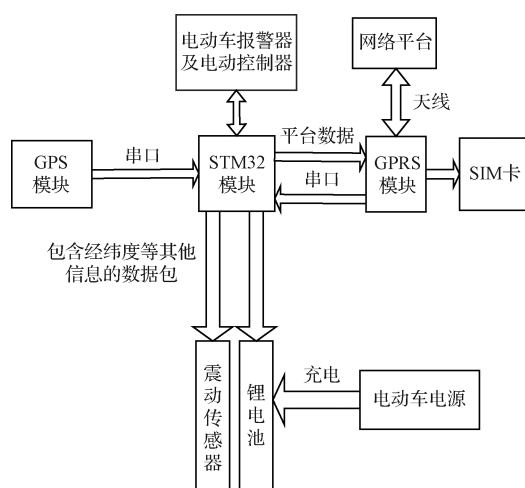 电动车报警器
及电动控制器
网络平台
天线
GPS
模块
串口
STM32
模块
平台数据
串口
GPRS
模块
SIM卡
包含经纬度等其他
信息的数据包
震动传感器
锂电池
充电
电动车电源